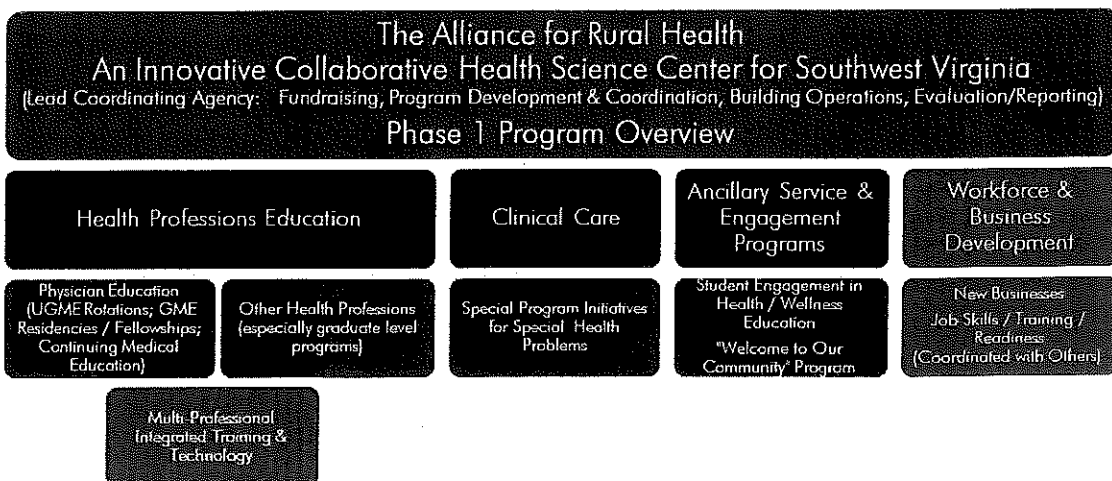 The Alliance for Rural Health
An Innovative Collaborative Health Science Center for Southwest Virginia
(Lead Coordinating Agency: Fundraising, Program Development & Coordination, Building Operations, Evaluation/Reporting)
Phase 1 Program Overview
Health Professions Education
Clinical Care
Ancillary Service &
Engagement
Programs
Workforce &
Business
Development
Physician Education
(UGME Rotations; GME
Residencies / Fellowships;
Continuing Medical
Education)
Other Health Professions
(especially graduate level
programs)
Special Program Initiatives
for Special Health
Problems
Student Engagement in
Health / Wellness
Education
"Welcome to Our
Community" Program
New Businesses
Job Skills / Training /
Readiness
(Coordinated with Others)
Multi-Professional
Integrated Training &
Technology